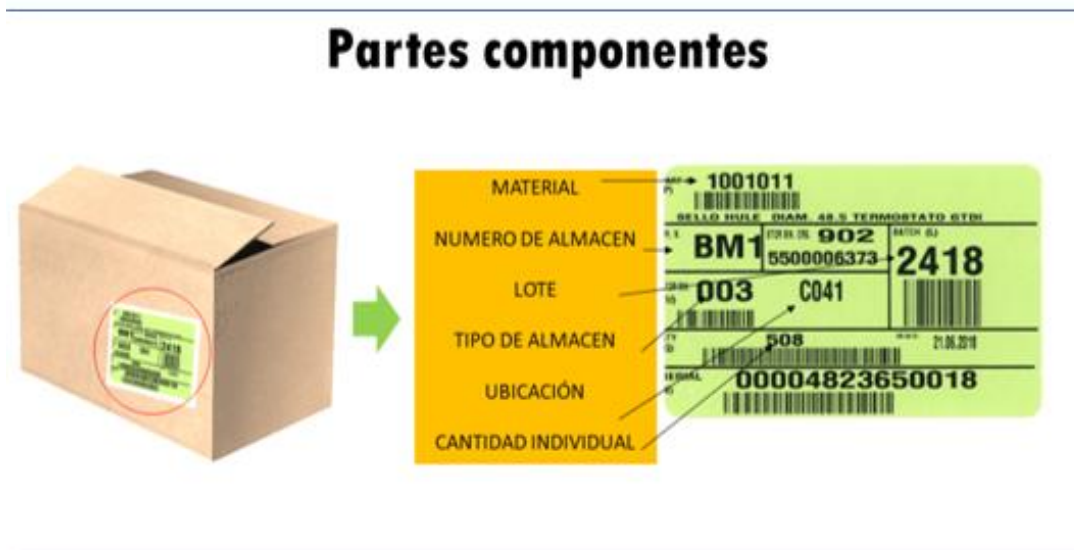 Partes componentes
MATERIAL
NUMERO DE ALMACEN
LOTE
TIPO DE ALMACEN
UBICACIÓN
CANTIDAD INDIVIDUAL
1001011
SELLO HULE DIAM. 48.5 TERMOSTATO GTDI
BM1
902
5500006373
BATCH
2418
003
C041
508
21.06.2018
00004823650018